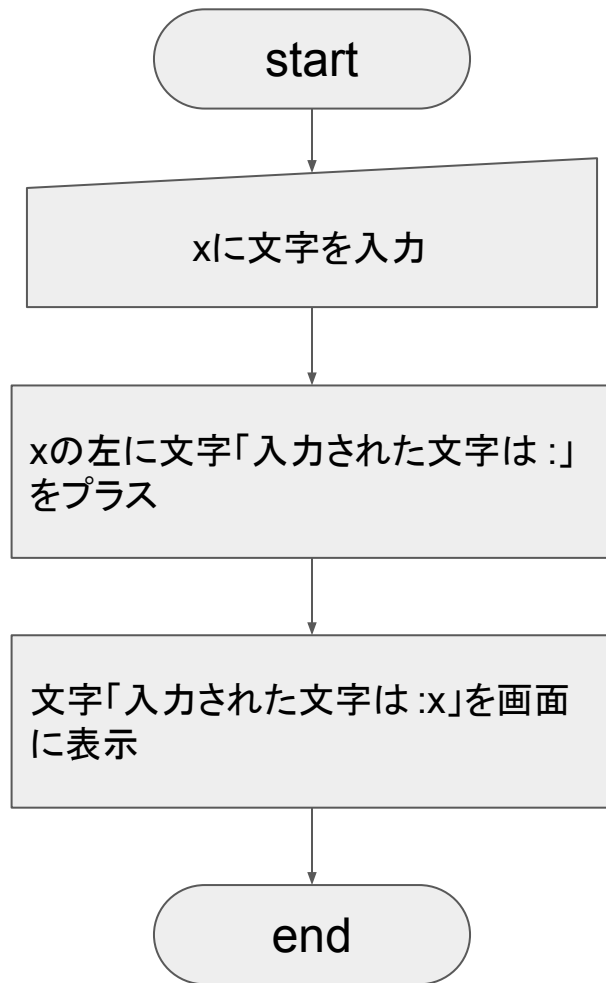 start
xに文字を入力
xの左に文字「入力された文字は :」
をプラス
文字「入力された文字は :x」を画面
に表示
end